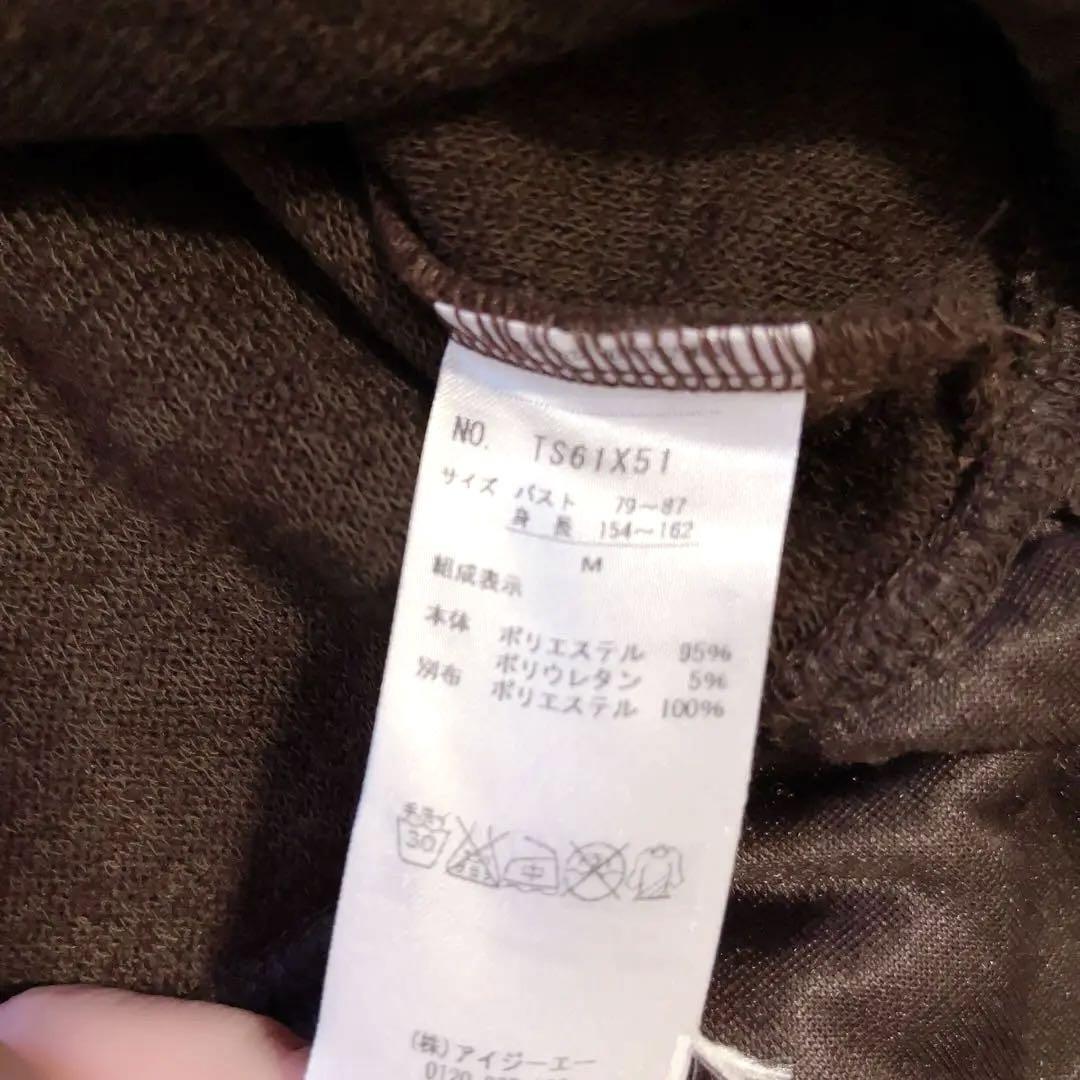 NO. TS61X51
サイズ バスト 79～87
身長 154～162
M
組成表示
本体 ポリエステル 95%
ポリウレタン 5%
別布 ポリエステル 100%
手洗イ
30
中
(株)アイジーエー
0120